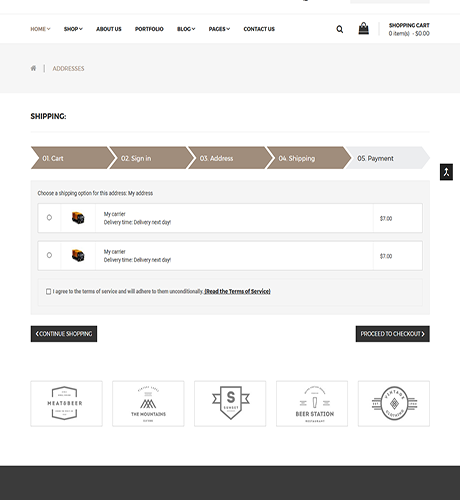 HOME SHOP ABOUT US PORTFOLIO BLOG PAGES CONTACT US
SHOPPING CART
0 item(s) - $0.00
ADDRESSES
SHIPPING:
01. Cart 02. Sign in 03. Address 04. Shipping 05. Payment
Choose a shipping option for this address: My address
My carrier
Delivery time: Delivery next day!
$7.00
My carrier
Delivery time: Delivery next day!
$7.00
I agree to the terms of service and will adhere to them unconditionally. (Read the Terms of Service)
CONTINUE SHOPPING PROCEED TO CHECKOUT
MEAT&BEER
THE MOUNTAINS
S
SUNSET
BEER STATION
RESTAURANT
VINTAGE
CLOTHING